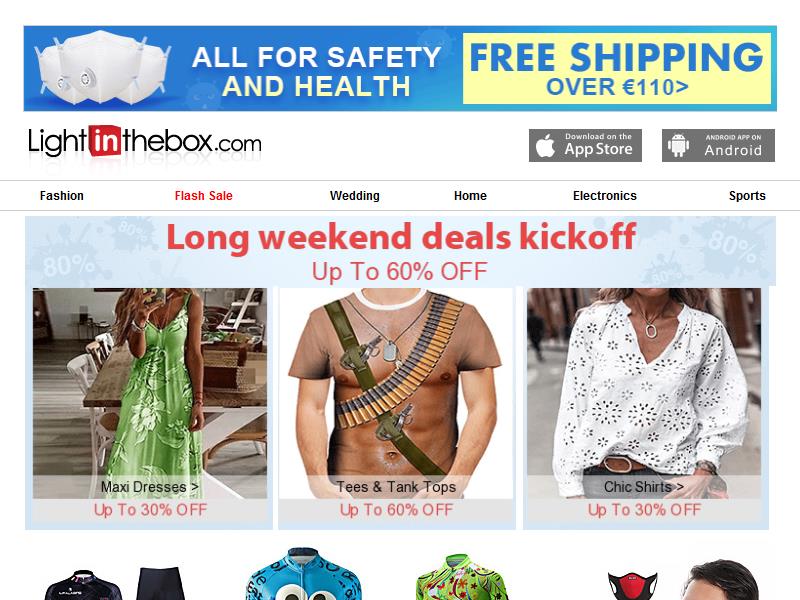 ALL FOR SAFETY
AND HEALTH
FREE SHIPPING
OVER €110>
Lightinthebox.com
Download on the
App Store
ANDROID APP ON
Android
Fashion
Flash Sale
Wedding
Home
Electronics
Sports
Long weekend deals kickoff
Up To 60% OFF
80%
80%
80%
80%
Maxi Dresses >
Tees & Tank Tops
Chic Shirts >
Up To 30% OFF
Up To 60% OFF
Up To 30% OFF